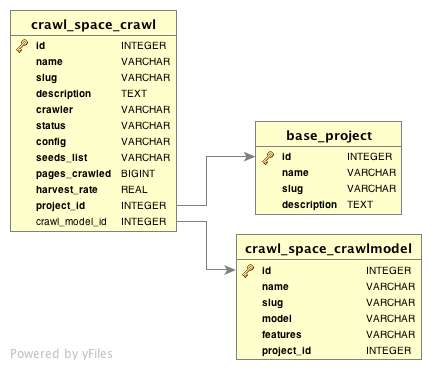 crawl_space_crawl
id INTEGER
name VARCHAR
slug VARCHAR
description TEXT
crawler VARCHAR
status VARCHAR
config VARCHAR
seeds_list VARCHAR
pages_crawled BIGINT
harvest_rate REAL
project_id INTEGER
crawl_model_id INTEGER
base_project
id INTEGER
name VARCHAR
slug VARCHAR
description TEXT
crawl_space_crawlmodel
id INTEGER
name VARCHAR
slug VARCHAR
model VARCHAR
features VARCHAR
project_id INTEGER
Powered by yFiles